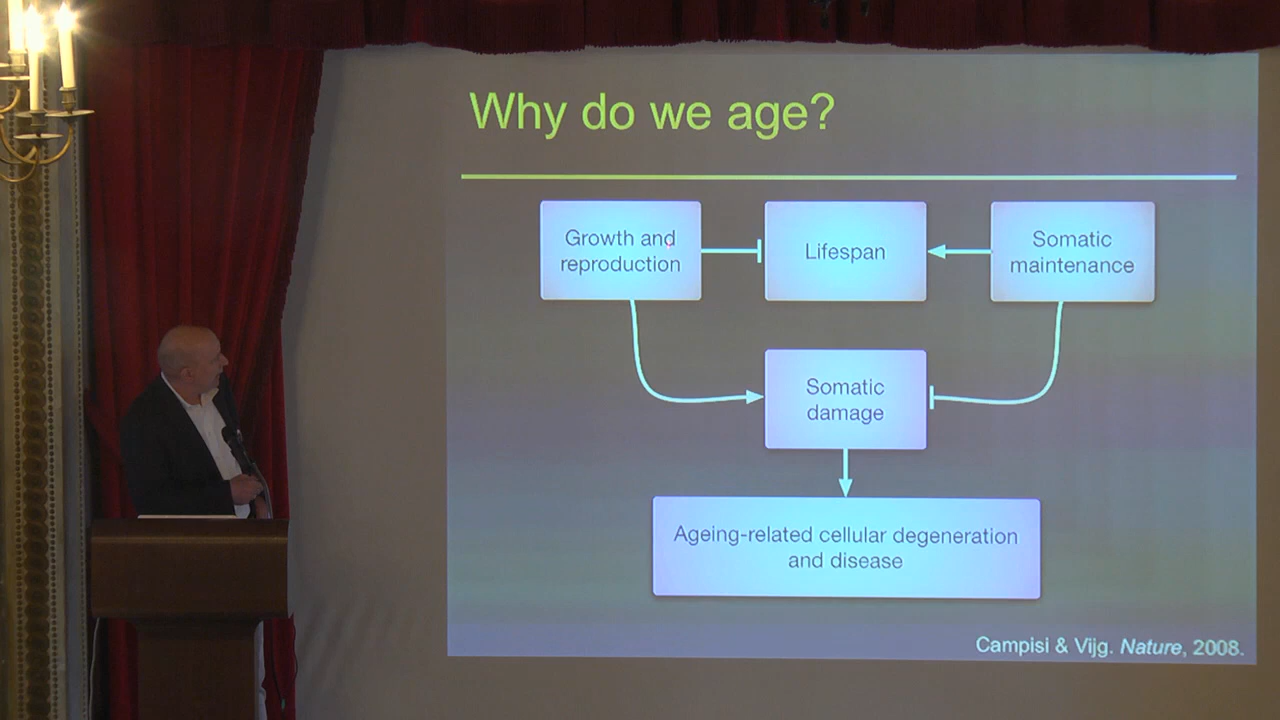 Why do we age?
Growth and
reproduction
Lifespan
Somatic
maintenance
Somatic
damage
Ageing-related cellular degeneration
and disease
Campisi & Vijg. Nature, 2008.